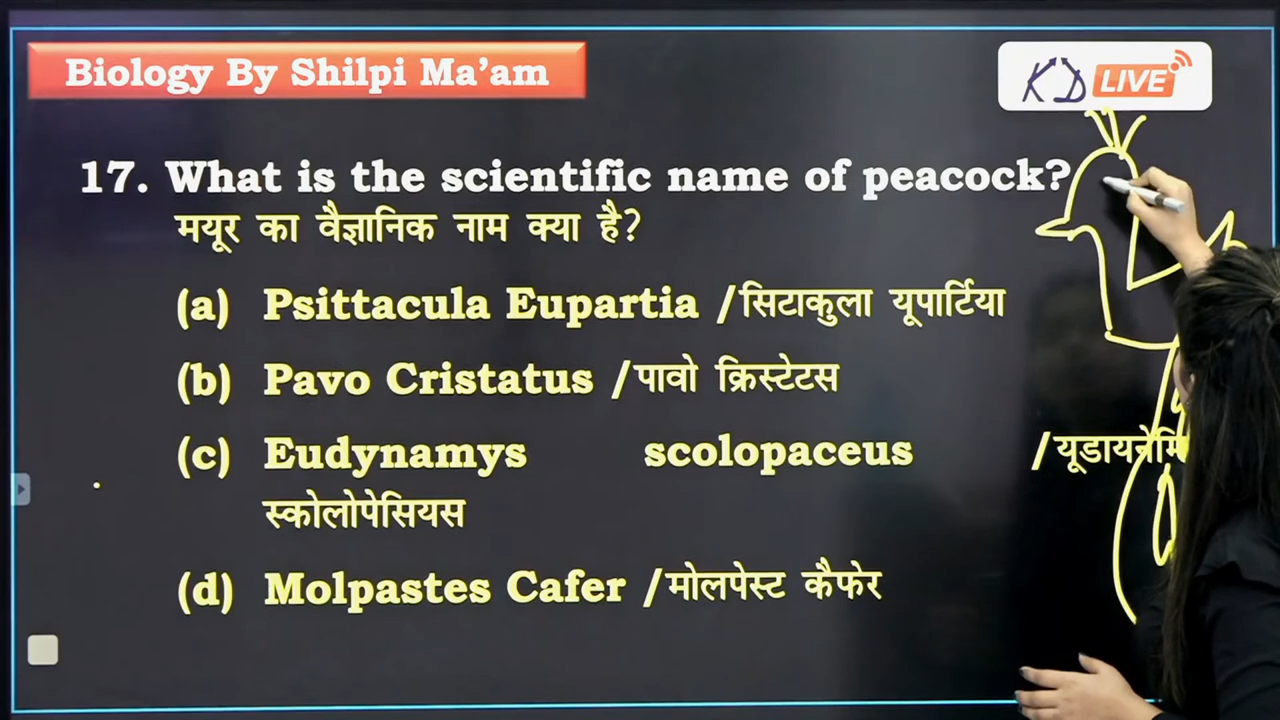 Biology By Shilpi Ma'am
KD LIVE
17. What is the scientific name of peacock?
मयूर का वैज्ञानिक नाम क्या है?
(a) Psittacula Eupartia /सिटाकुला यूपार्टिया
(b) Pavo Cristatus /पावो क्रिस्टेटस
(c) Eudynamys scolopaceus /
स्कोलोपेसियस
(d) Molpastes Cafer /मोलपेस्ट कैफेर